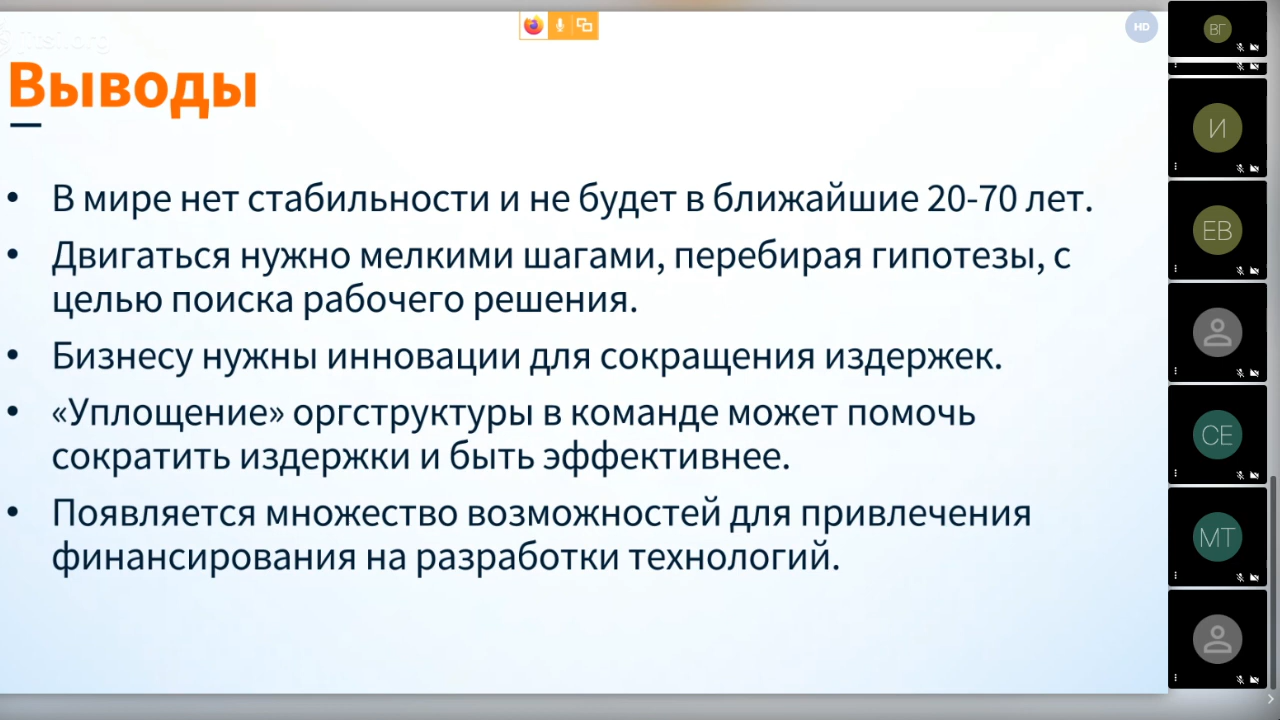 jitsi.org
HD
Выводы
• В мире нет стабильности и не будет в ближайшие 20-70 лет.
• Двигаться нужно мелкими шагами, перебирая гипотезы, с
целью поиска рабочего решения.
• Бизнесу нужны инновации для сокращения издержек.
• «Уплощение» оргструктуры в команде может помочь
сократить издержки и быть эффективнее.
• Появляется множество возможностей для привлечения
финансирования на разработки технологий.
ВГ
И
ЕВ
СЕ
МТ